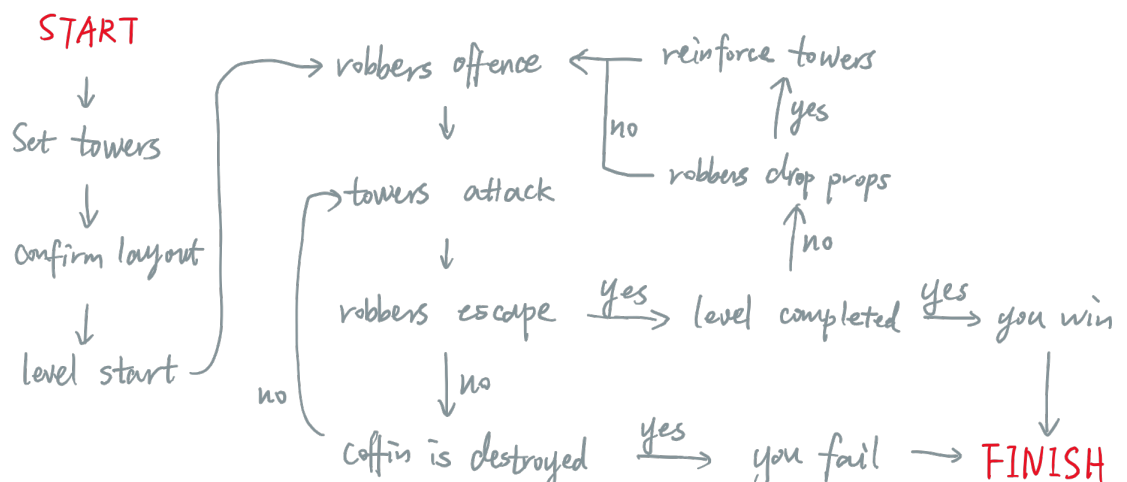 START
Set towers
confirm layout
level start
robbers offence
towers attack
robbers escape
yes
level completed
yes
you win
no
robbers drop props
yes
reinforce towers
no
no
coffin is destroyed
yes
you fail
no
FINISH